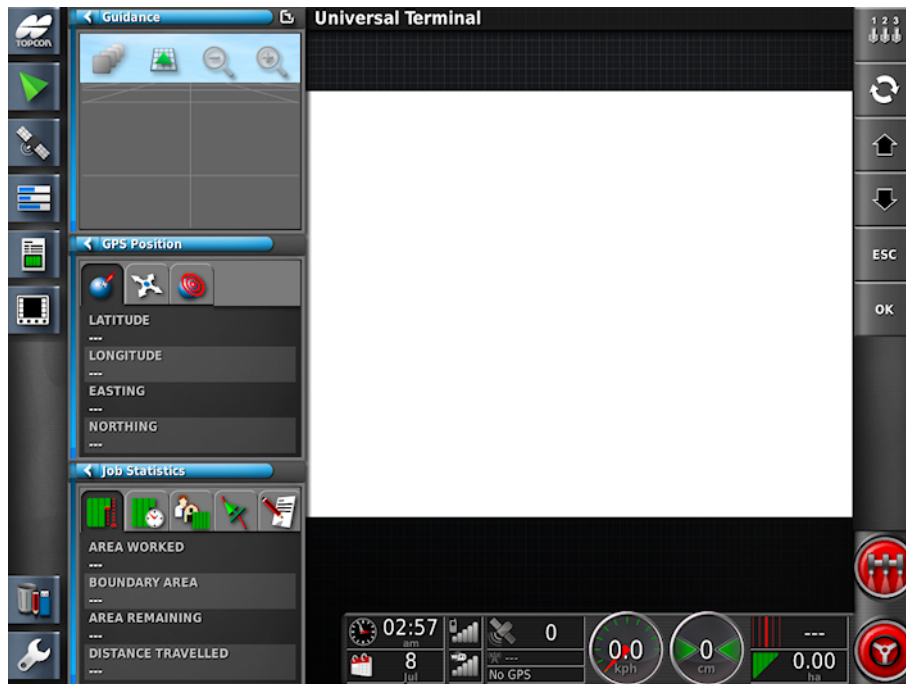 TOPCON
Guidance
Universal Terminal
1 2 3
GPS Position
LATITUDE
---
LONGITUDE
---
EASTING
---
NORTHING
---
ESC
OK
Job Statistics
AREA WORKED
---
BOUNDARY AREA
---
AREA REMAINING
---
DISTANCE TRAVELLED
---
02:57
am
8
Jul
0
---
No GPS
0.0
kph
0
cm
---
0.00
ha